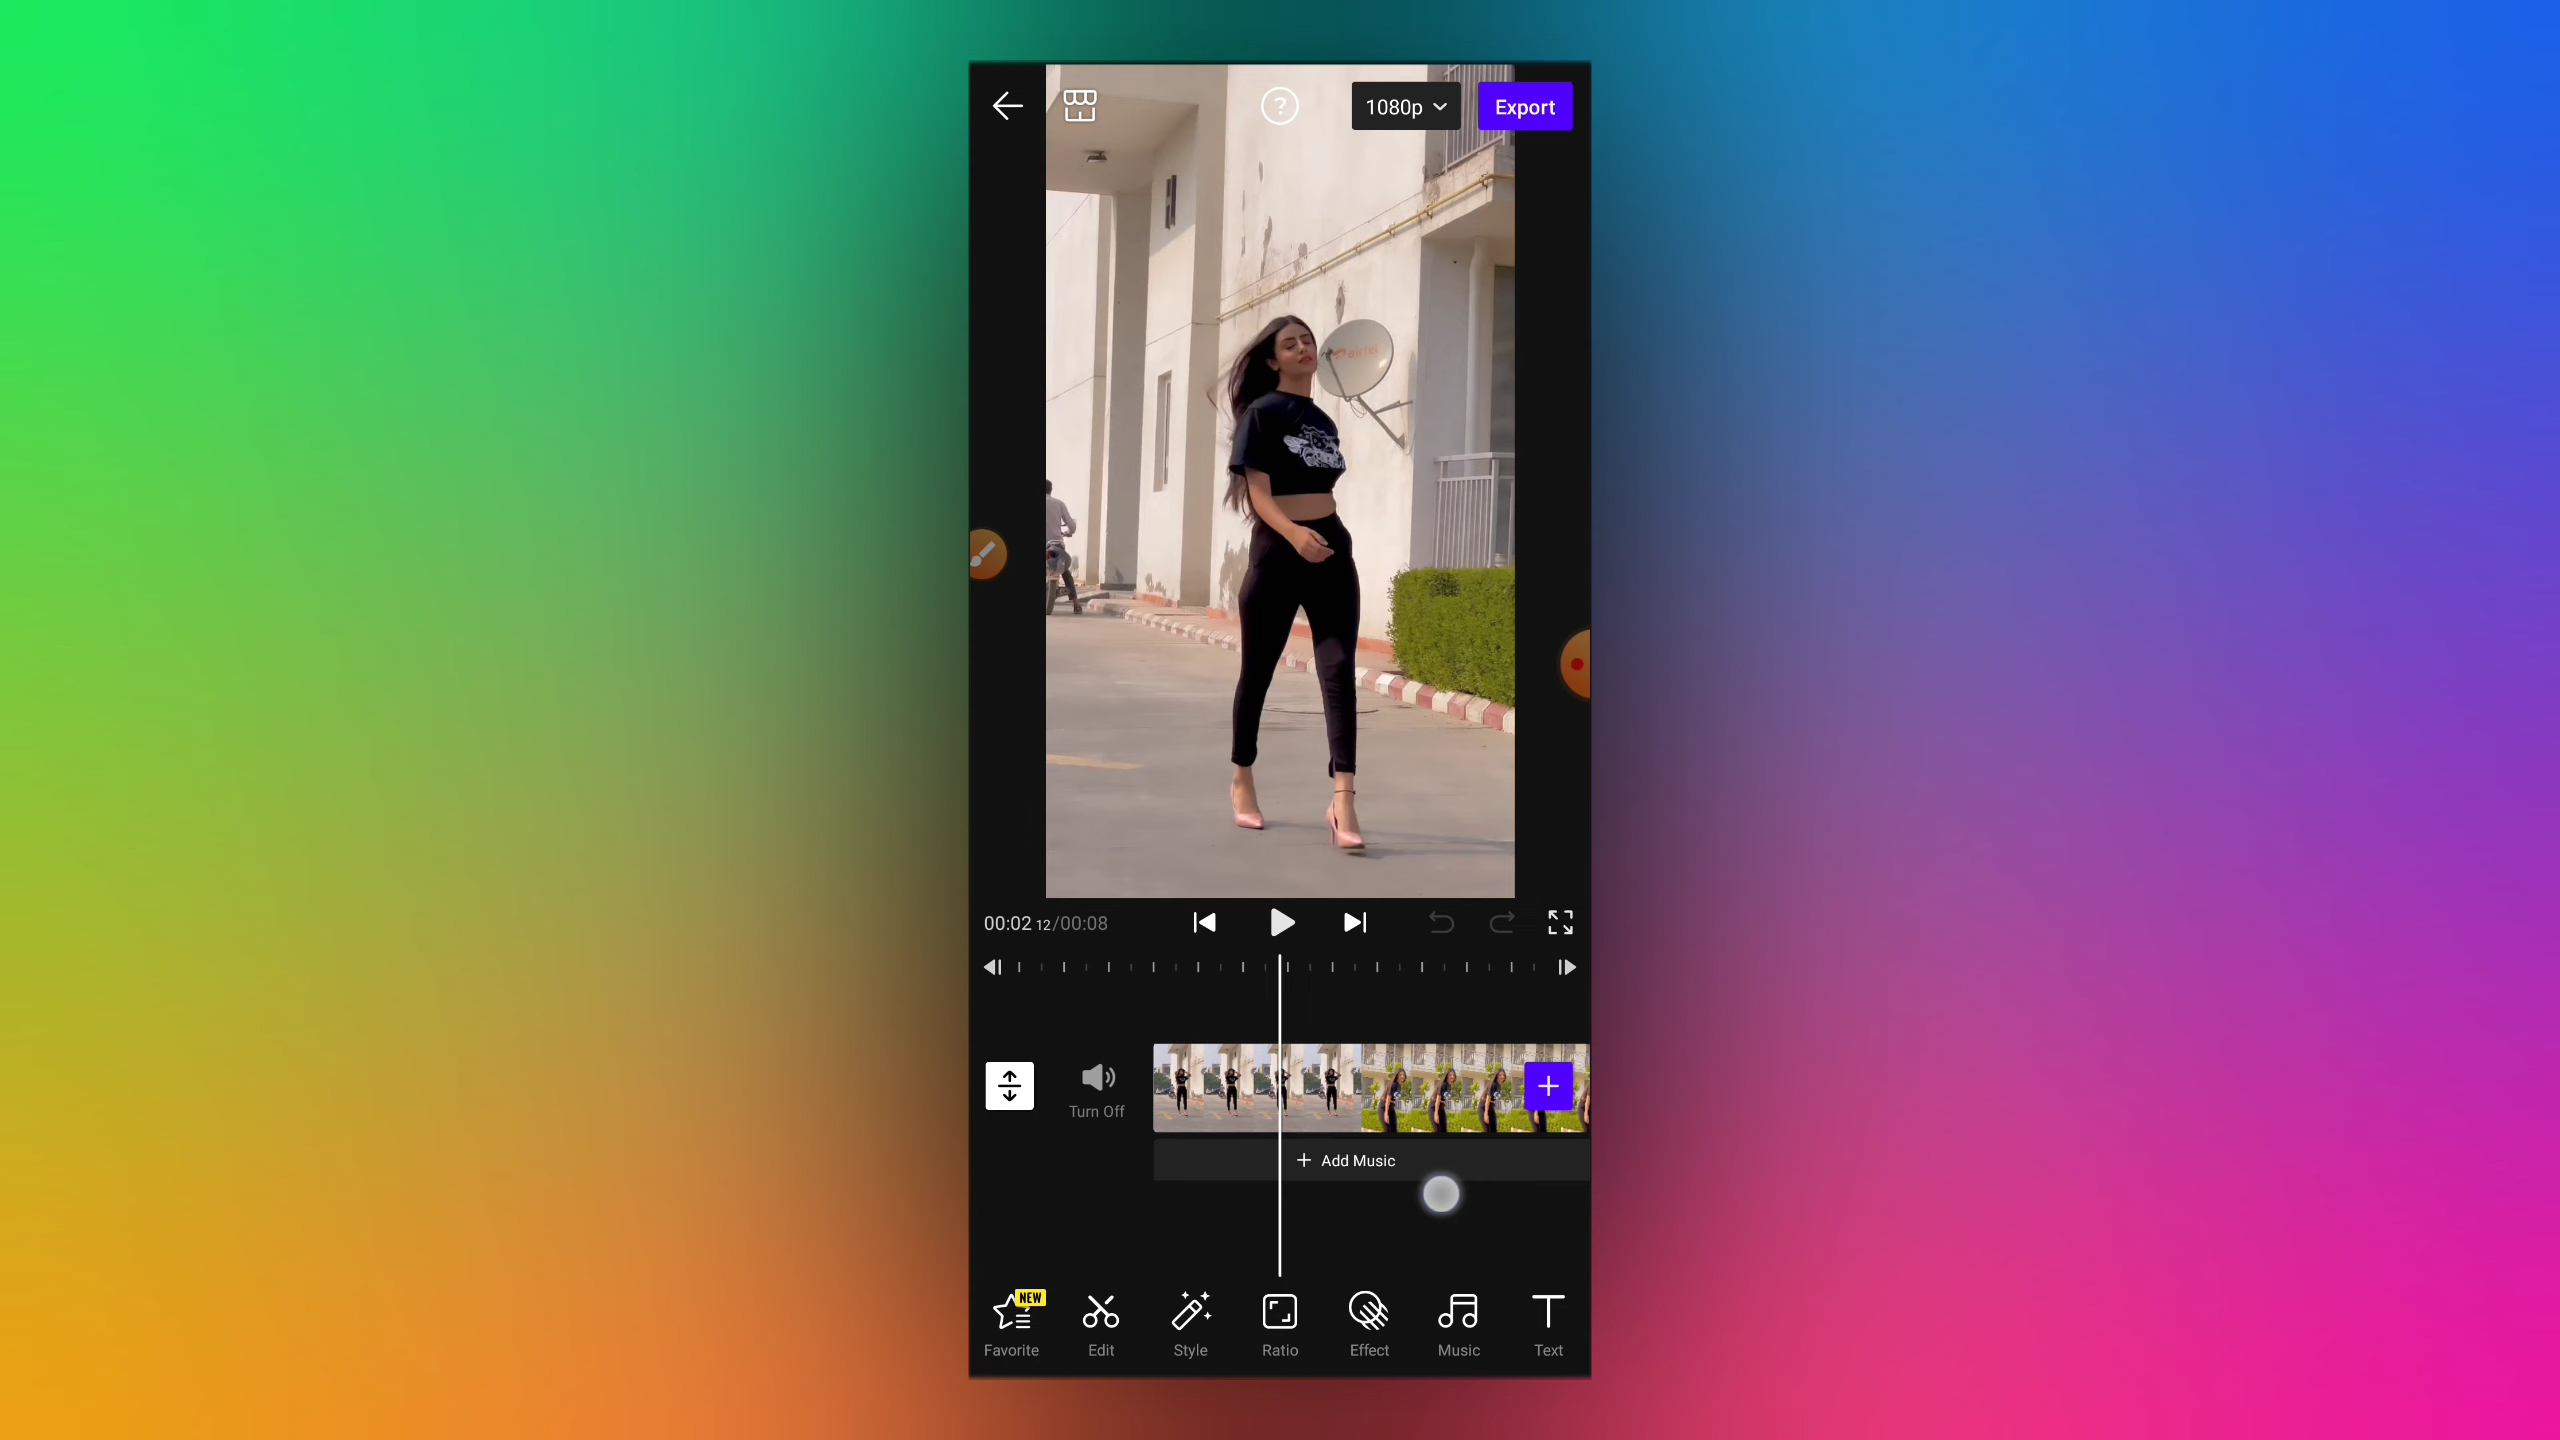 1080p
Export
airtel
00:02 12/00:08
Turn Off
+ Add Music
NEW
Favorite
Edit
Style
Ratio
Effect
Music
Text